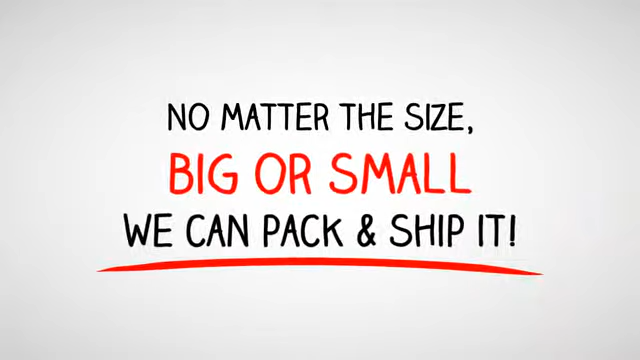 NO MATTER THE SIZE,
BIG OR SMALL
WE CAN PACK & SHIP IT!